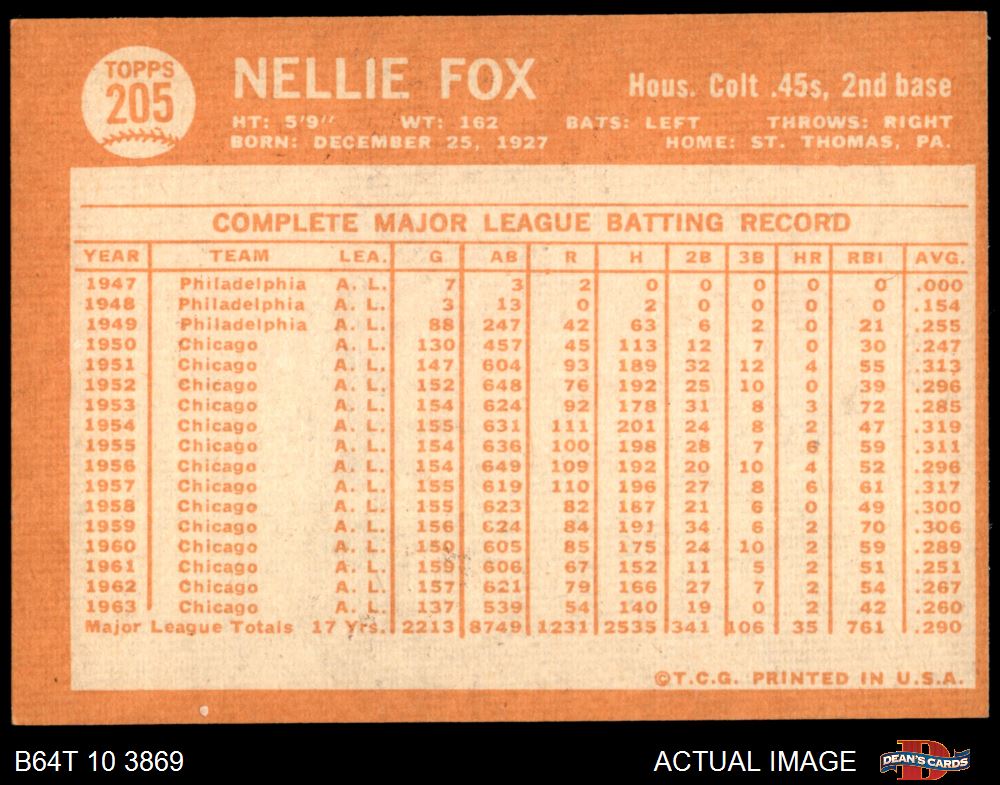 TOPPS
205
NELLIE FOX
Hous. Colt .45s, 2nd base
HT: 5'9" WT: 162 BATS: LEFT THROWS: RIGHT
BORN: DECEMBER 25, 1927 HOME: ST. THOMAS, PA.
COMPLETE MAJOR LEAGUE BATTING RECORD
YEAR TEAM LEA. G AB R H 2B 3B HR RBI AVG.
1947 Philadelphia A. L. 7 3 2 0 0 0 0 0 .000
1948 Philadelphia A. L. 3 13 0 2 0 0 0 0 .154
1949 Philadelphia A. L. 88 247 42 63 6 2 0 21 .255
1950 Chicago A. L. 130 457 45 113 12 7 0 30 .247
1951 Chicago A. L. 147 604 93 189 32 12 4 55 .313
1952 Chicago A. L. 152 648 76 192 25 10 0 39 .296
1953 Chicago A. L. 154 624 92 178 31 8 3 72 .285
1954 Chicago A. L. 155 631 111 201 24 8 2 47 .319
1955 Chicago A. L. 154 636 100 198 28 7 6 59 .311
1956 Chicago A. L. 154 649 109 192 20 10 4 52 .296
1957 Chicago A. L. 155 619 110 196 27 8 6 61 .317
1958 Chicago A. L. 155 623 82 187 21 6 0 49 .300
1959 Chicago A. L. 156 624 84 191 34 6 2 70 .306
1960 Chicago A. L. 150 605 85 175 24 10 2 59 .289
1961 Chicago A. L. 159 606 67 152 11 5 2 51 .251
1962 Chicago A. L. 157 621 79 166 27 7 2 54 .267
1963 Chicago A. L. 137 539 54 140 19 0 2 42 .260
Major League Totals 17 Yrs. 2213 8749 1231 2535 341 106 35 761 .290
©T.C.G. PRINTED IN U.S.A.
B64T 10 3869 ACTUAL IMAGE
DEAN'S CARDS